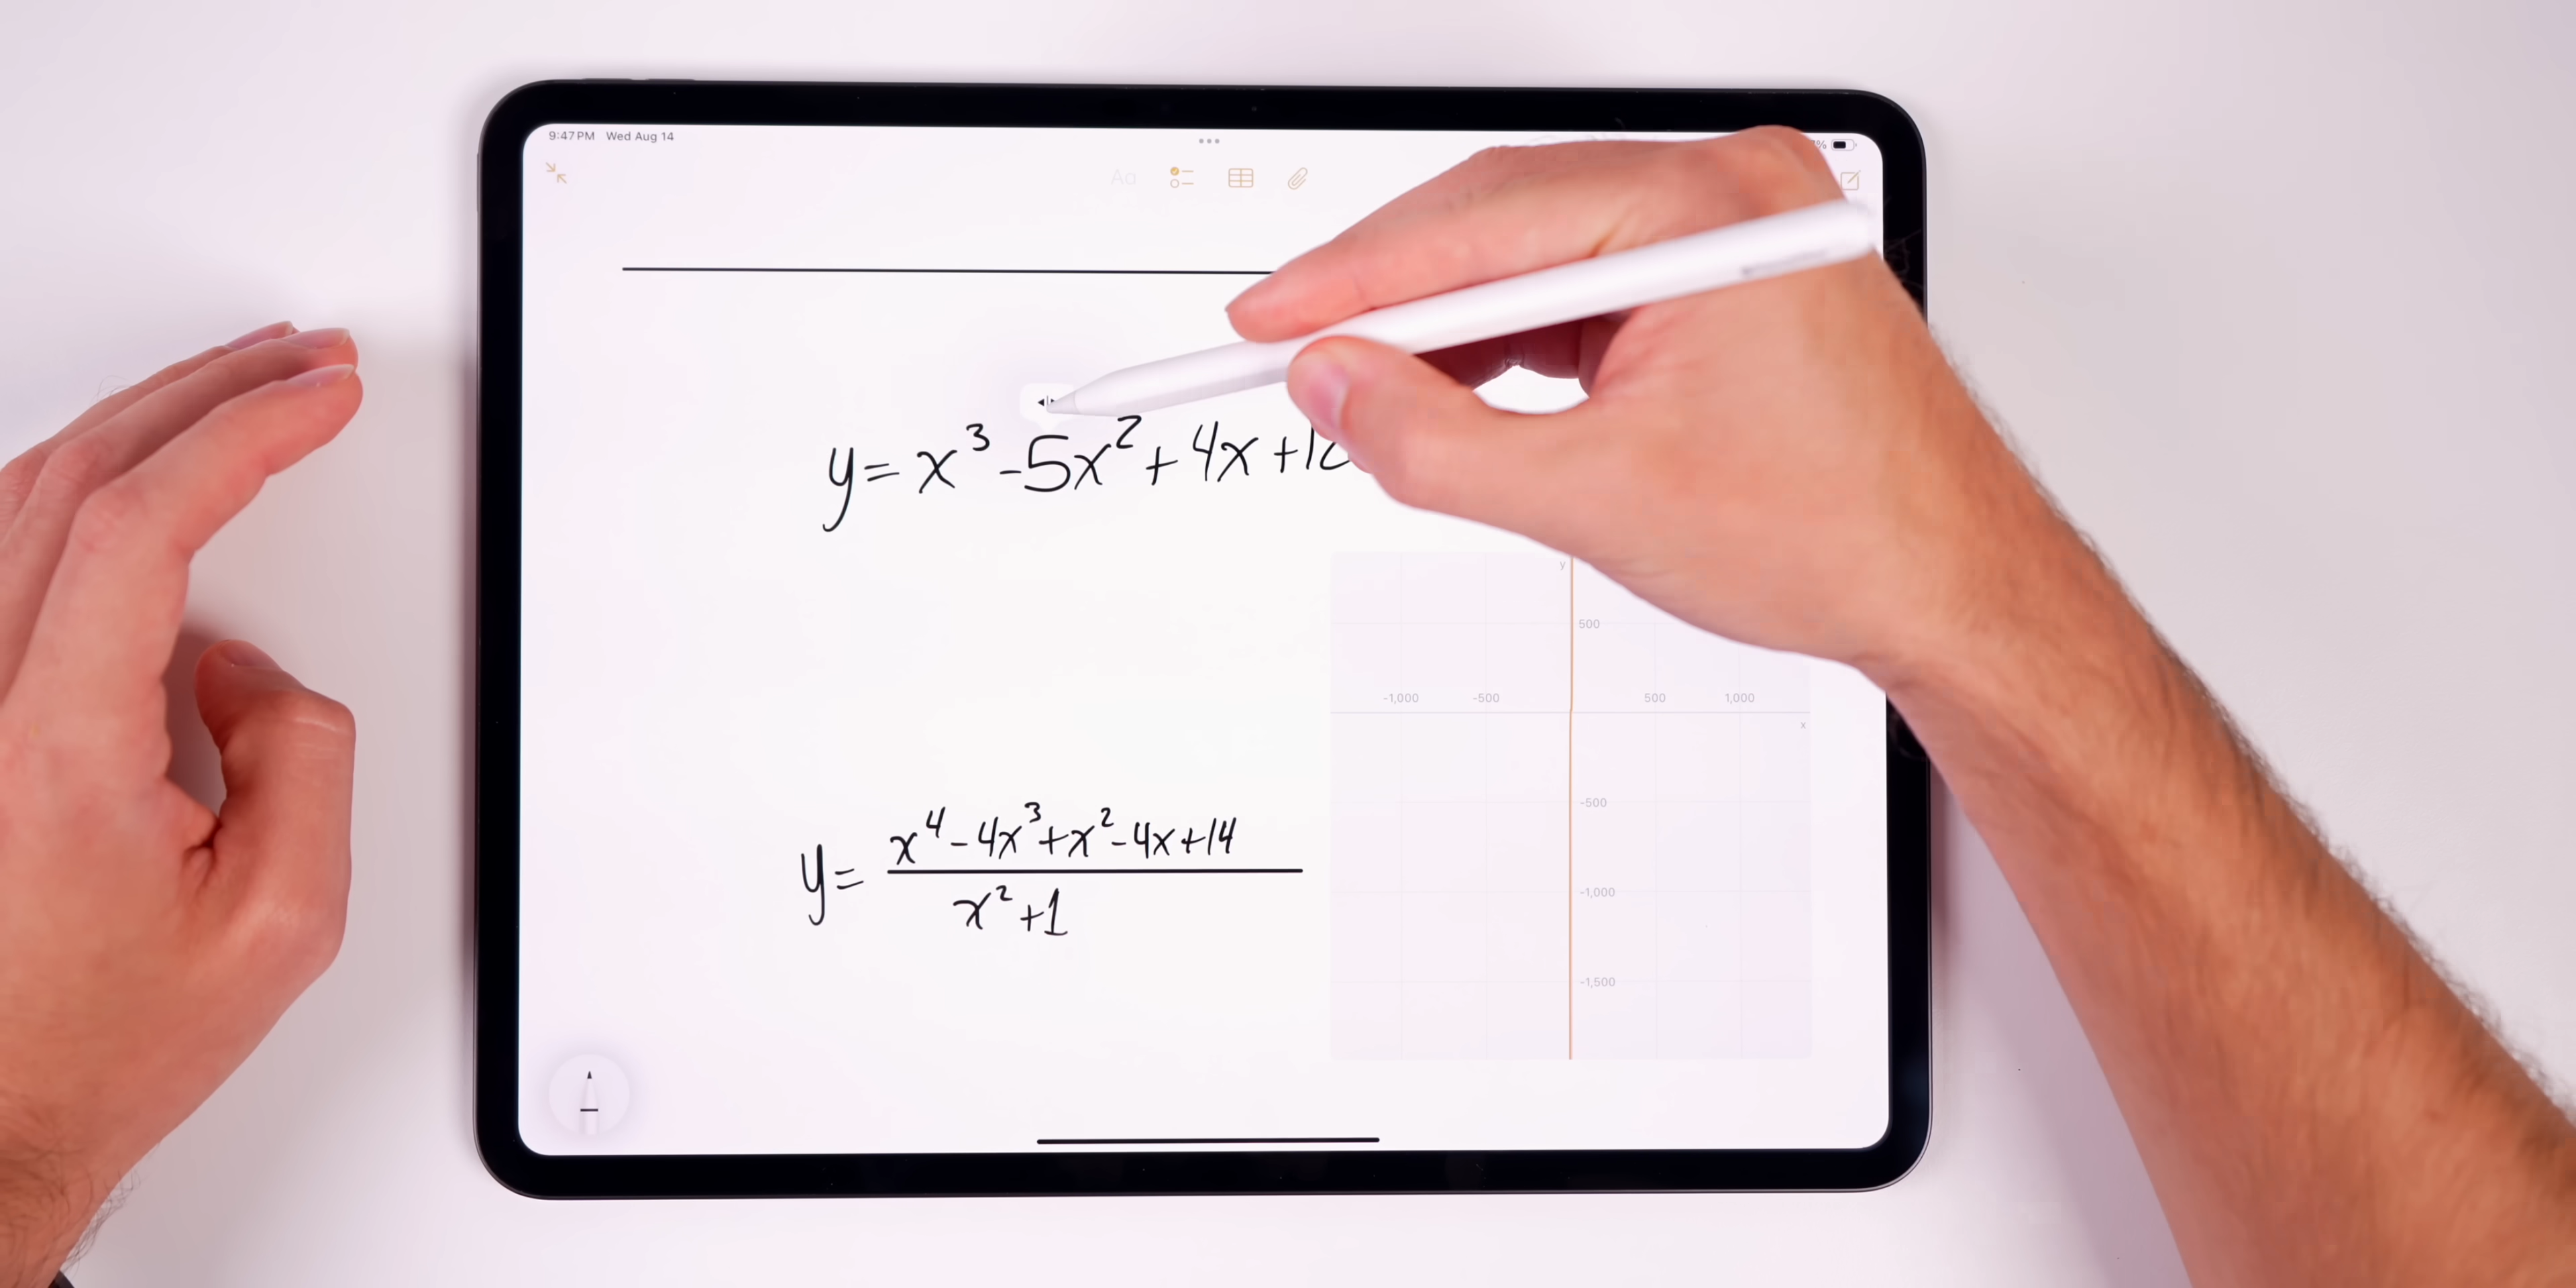 9:47 PM Wed Aug 14
%
Aa
y = x³ - 5x² + 4x + 1
y
500
-1,000 -500 500 1,000
x
-500
-1,000
-1,500
y = x⁴ - 4x³ + x² - 4x + 14
x² + 1